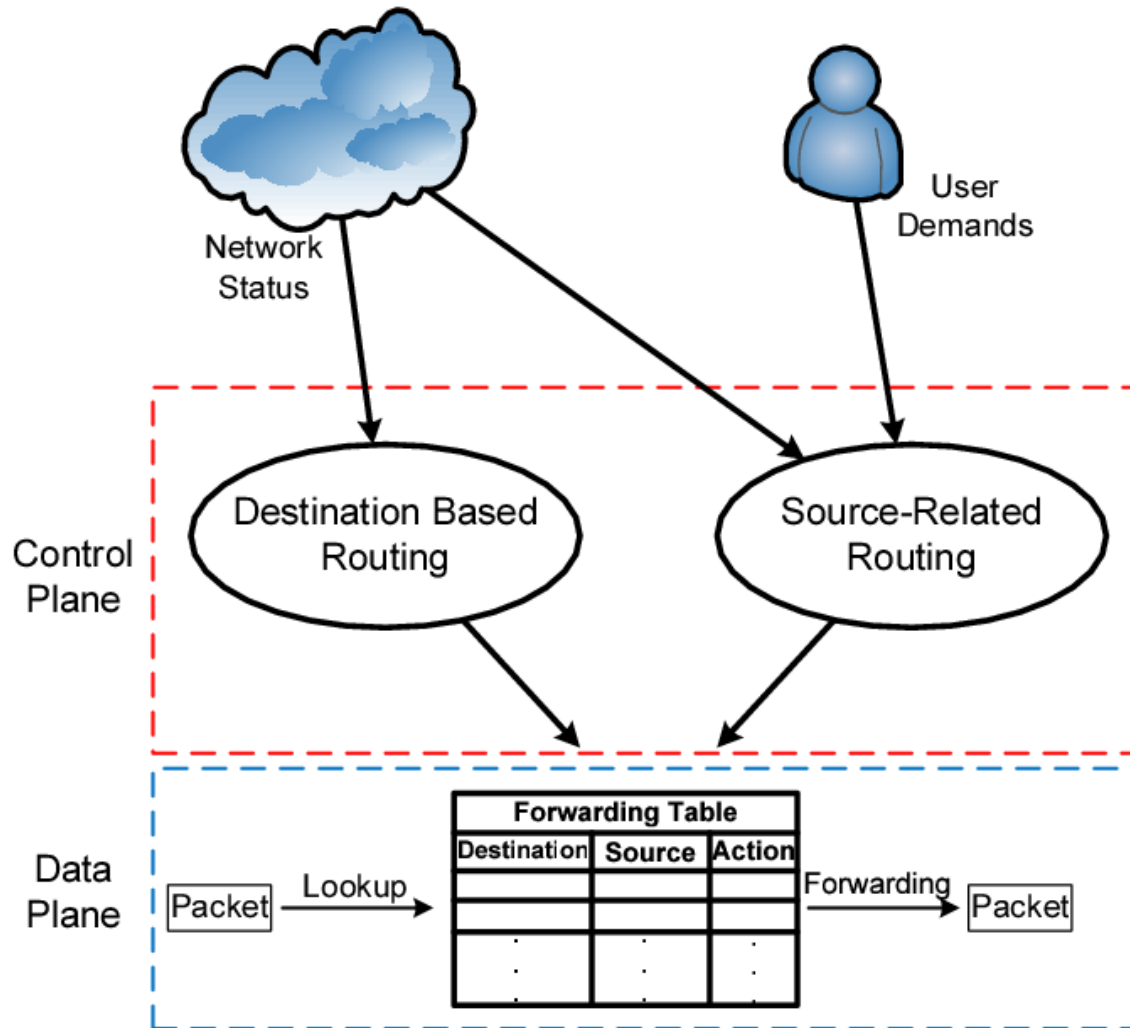 Network
Status
User
Demands
Control
Plane
Destination Based
Routing
Source-Related
Routing
Data
Plane
Packet
Lookup
Forwarding Table
Destination Source Action
Forwarding
Packet